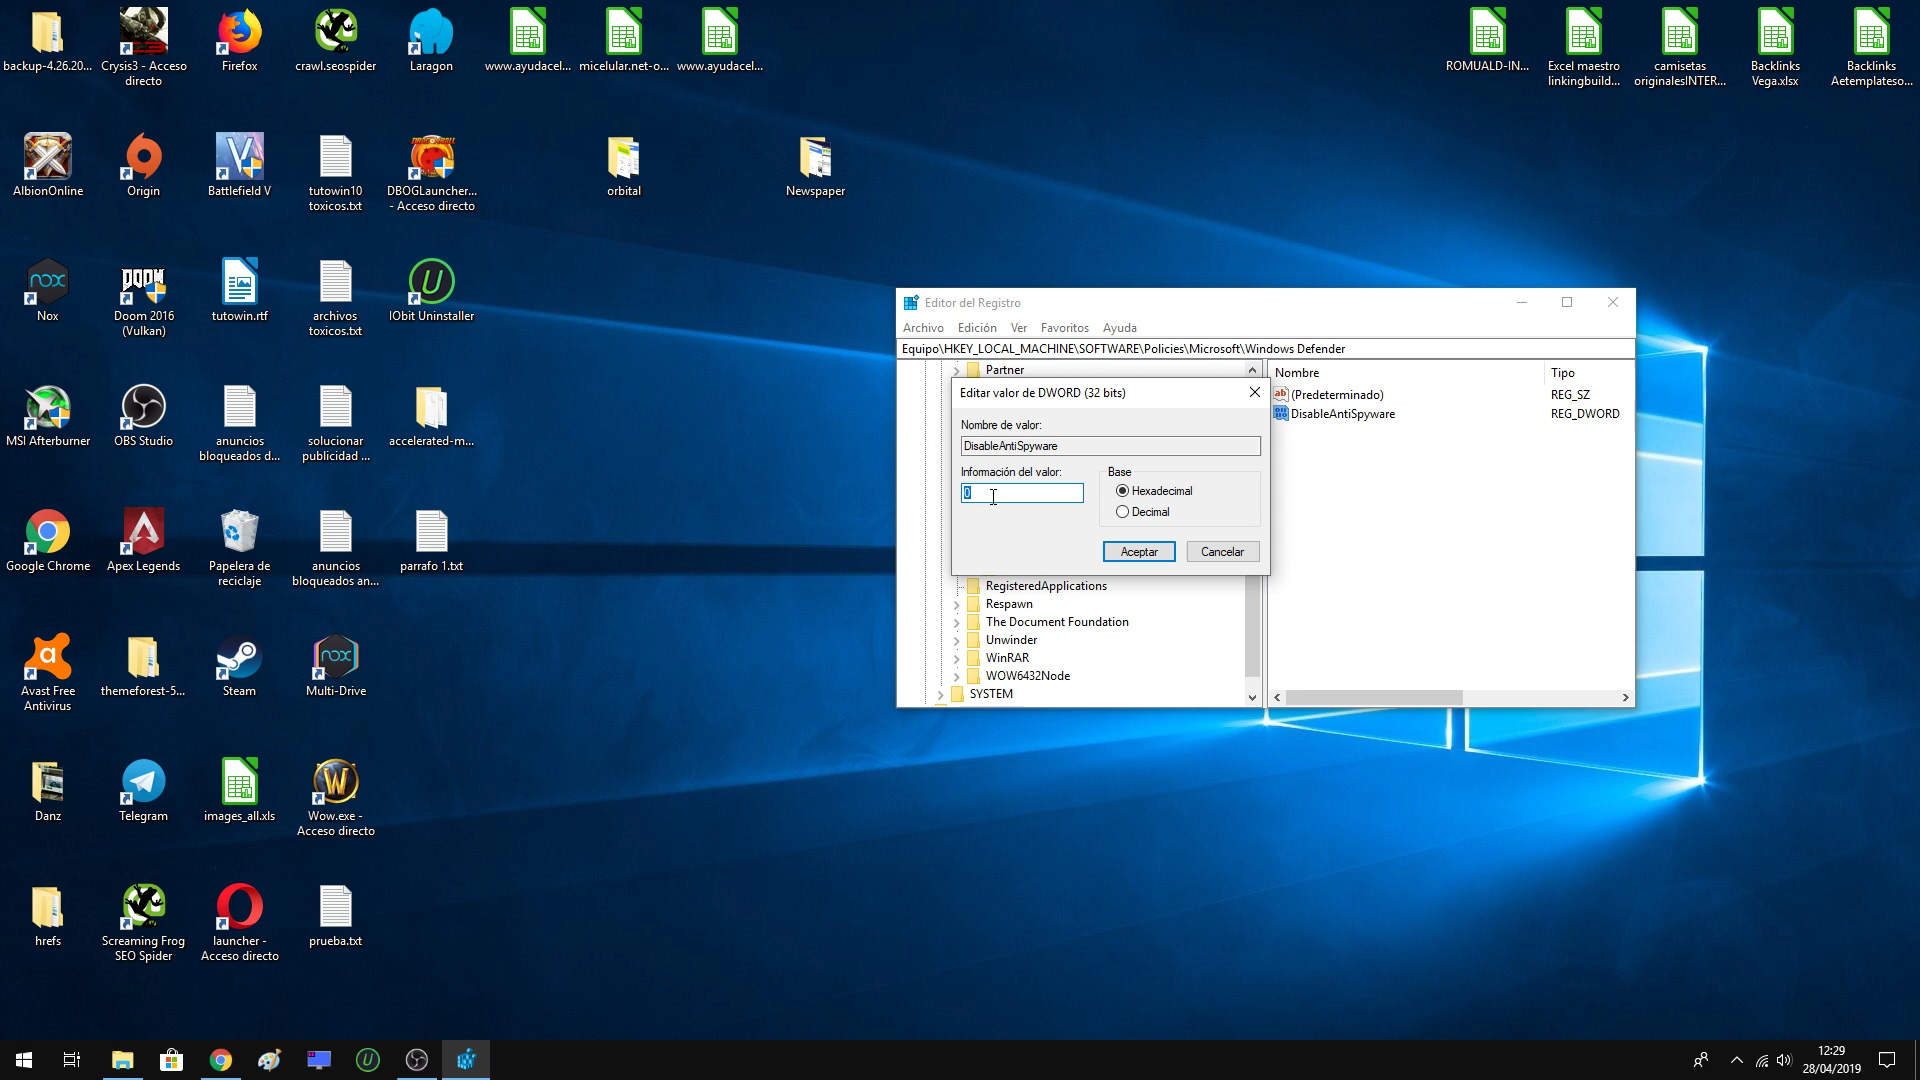 backup-4.26.20...
Crysis3 - Acceso
directo
Firefox
crawl.seospider
Laragon
www.ayudacel...
micelular.net-o...
www.ayudacel...
ROMUALD-IN...
Excel maestro
linkingbuild...
camisetas
originalesINTER...
Backlinks
Vega.xlsx
Backlinks
Aetemplateso...
AlbionOnline
Origin
Battlefield V
tutowin10
toxicos.txt
DBOGLauncher...
- Acceso directo
orbital
Newspaper
Nox
Doom 2016
(Vulkan)
tutowin.rtf
archivos
toxicos.txt
IObit Uninstaller
MSI Afterburner
OBS Studio
anuncios
bloqueados d...
solucionar
publicidad ...
accelerated-m...
Google Chrome
Apex Legends
Papelera de
reciclaje
anuncios
bloqueados an...
parrafo 1.txt
Avast Free
Antivirus
themeforest-5...
Steam
Multi-Drive
Danz
Telegram
images_all.xls
Wow.exe -
Acceso directo
hrefs
Screaming Frog
SEO Spider
launcher -
Acceso directo
prueba.txt
Editor del Registro
Archivo Edición Ver Favoritos Ayuda
Equipo\HKEY_LOCAL_MACHINE\SOFTWARE\Policies\Microsoft\Windows Defender
Partner
Nombre Tipo
(Predeterminado) REG_SZ
DisableAntiSpyware REG_DWORD
Editar valor de DWORD (32 bits)
Nombre de valor:
DisableAntiSpyware
Información del valor:
0
Base
Hexadecimal
Decimal
Aceptar Cancelar
RegisteredApplications
Respawn
The Document Foundation
Unwinder
WinRAR
WOW6432Node
SYSTEM
12:29
28/04/2019